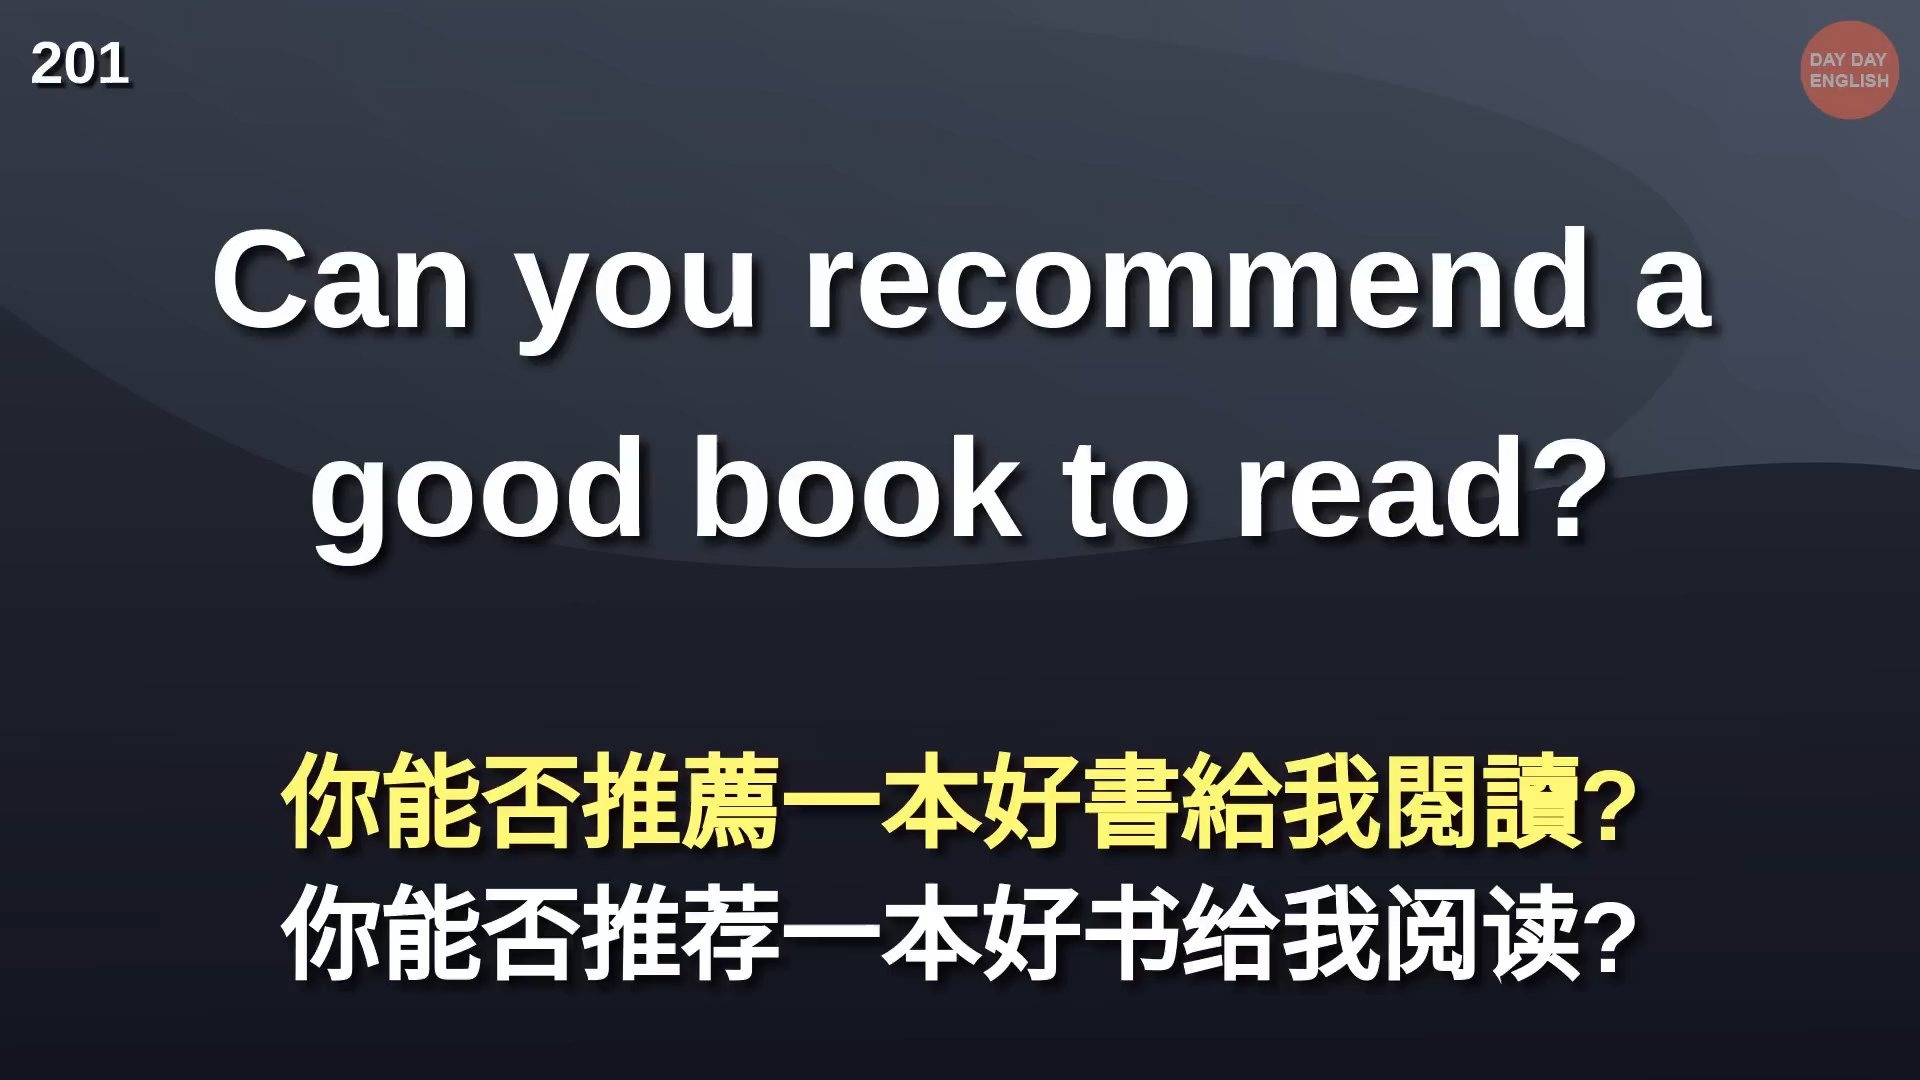 201
DAY DAY
ENGLISH
Can you recommend a
good book to read?
你能否推薦一本好書給我閱讀?
你能否推荐一本好书给我阅读?